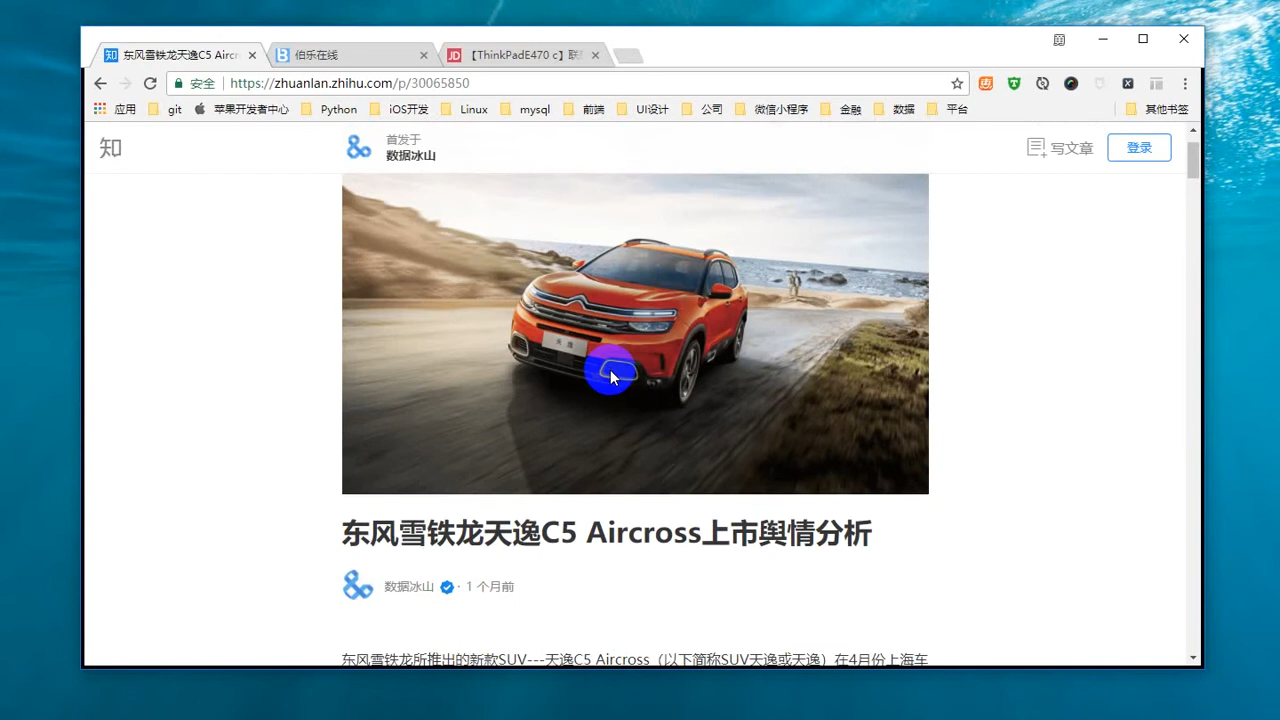 东风雪铁龙天逸C5 Aircr
伯乐在线
JD 【ThinkPadE470 c】联
安全 https://zhuanlan.zhihu.com/p/30065850
应用 git 苹果开发者中心 Python iOS开发 Linux mysql 前端 UI设计 公司 微信小程序 金融 数据 平台 其他书签
知
首发于
数据冰山
写文章 登录
天逸
东风雪铁龙天逸C5 Aircross上市舆情分析
数据冰山 · 1 个月前
东风雪铁龙所推出的新款SUV---天逸C5 Aircross（以下简称SUV天逸或天逸）在4月份上海车